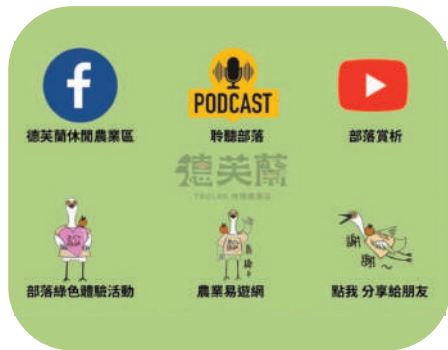 PODCAST
德芙蘭休閒農業區
聆聽部落
部落賞析
德芙蘭
部落綠色體驗活動
農業易遊網
點我 分享給朋友
謝
謝